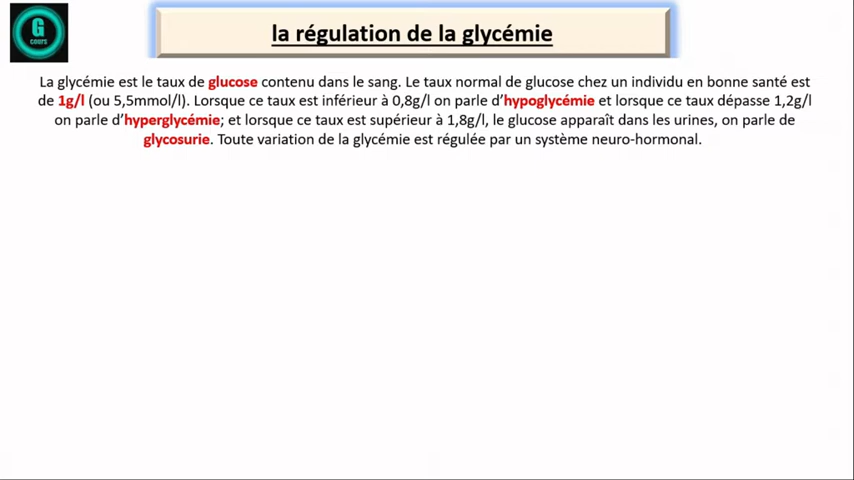 G
cours
la régulation de la glycémie
La glycémie est le taux de glucose contenu dans le sang. Le taux normal de glucose chez un individu en bonne santé est
de 1g/l (ou 5,5mmol/l). Lorsque ce taux est inférieur à 0,8g/l on parle d’hypoglycémie et lorsque ce taux dépasse 1,2g/l
on parle d’hyperglycémie; et lorsque ce taux est supérieur à 1,8g/l, le glucose apparaît dans les urines, on parle de
glycosurie. Toute variation de la glycémie est régulée par un système neuro-hormonal.